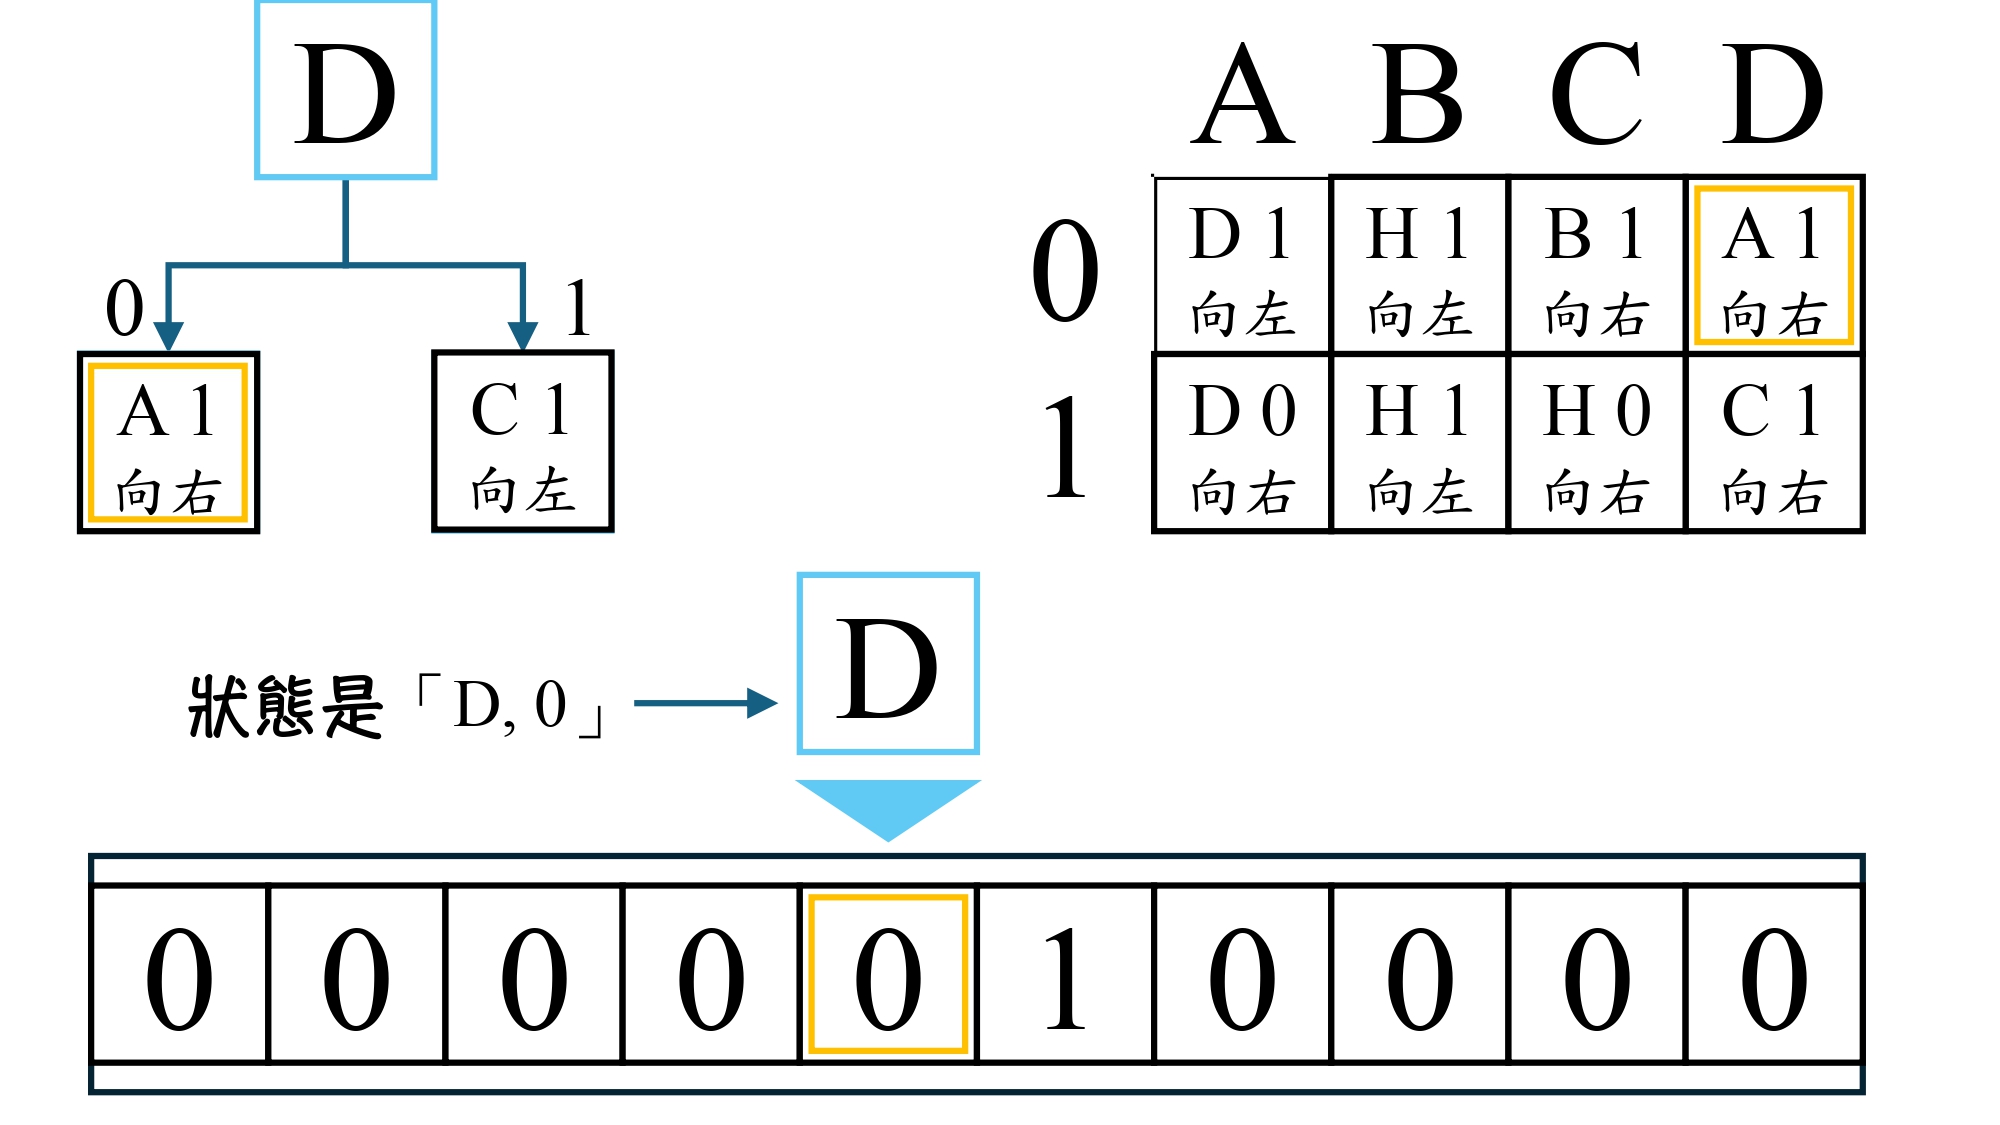 D
0 1
A 1 C 1
向右 向左
A B C D
0 D 1 H 1 B 1 A 1
向左 向左 向右 向右
1 D 0 H 1 H 0 C 1
向右 向左 向右 向右
狀態是「D, 0」
D
0 0 0 0 0 1 0 0 0 0